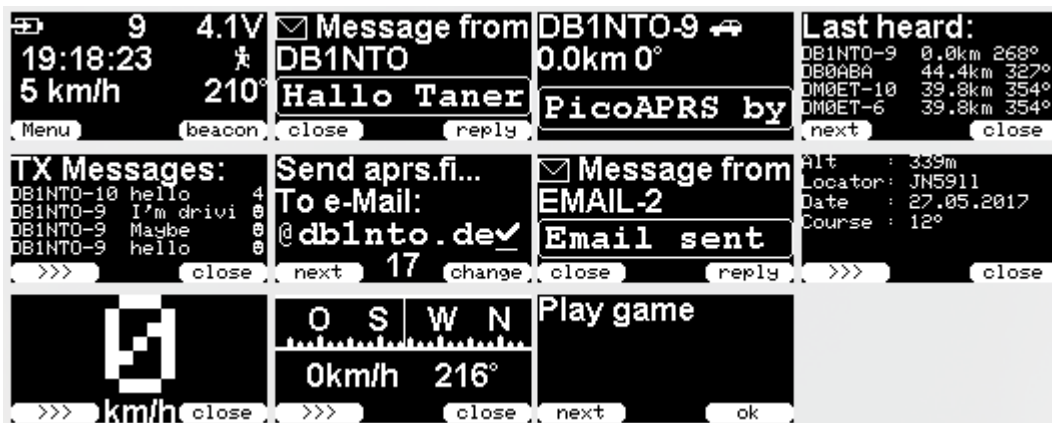 9 4.1V
19:18:23
5 km/h 210°
Menu beacon
Message from
DB1NTO
Hallo Taner
close reply
DB1NTO-9
0.0km 0°
PicoAPRS by
Last heard:
DB1NTO-9 0.0km 268°
DB0ABA 44.4km 327°
DM0ET-10 39.8km 354°
DM0ET-6 39.8km 354°
next close
TX Messages:
DB1NTO-10 hello 4
DB1NTO-9 I'm drivi
DB1NTO-9 Maybe
DB1NTO-9 hello
>>> close
Send aprs.fi...
To e-Mail:
@db1nto.de
next 17 change
Message from
EMAIL-2
Email sent
close reply
Alt : 339m
Locator: JN59ll
Date : 27.05.2017
Course : 12°
>>> close
0
km/h
>>> close
O S W N
0km/h 216°
>>> close
Play game
next ok